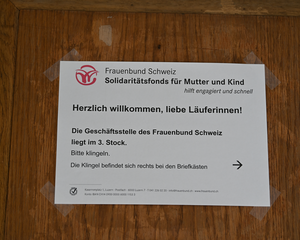 Frauenbund Schweiz
Solidaritätsfonds für Mutter und Kind
hilft engagiert und schnell
Herzlich willkommen, liebe Läuferinnen!
Die Geschäftsstelle des Frauenbund Schweiz
liegt im 3. Stock.
Bitte klingeln.
Die Klingel befindet sich rechts bei den Briefkästen